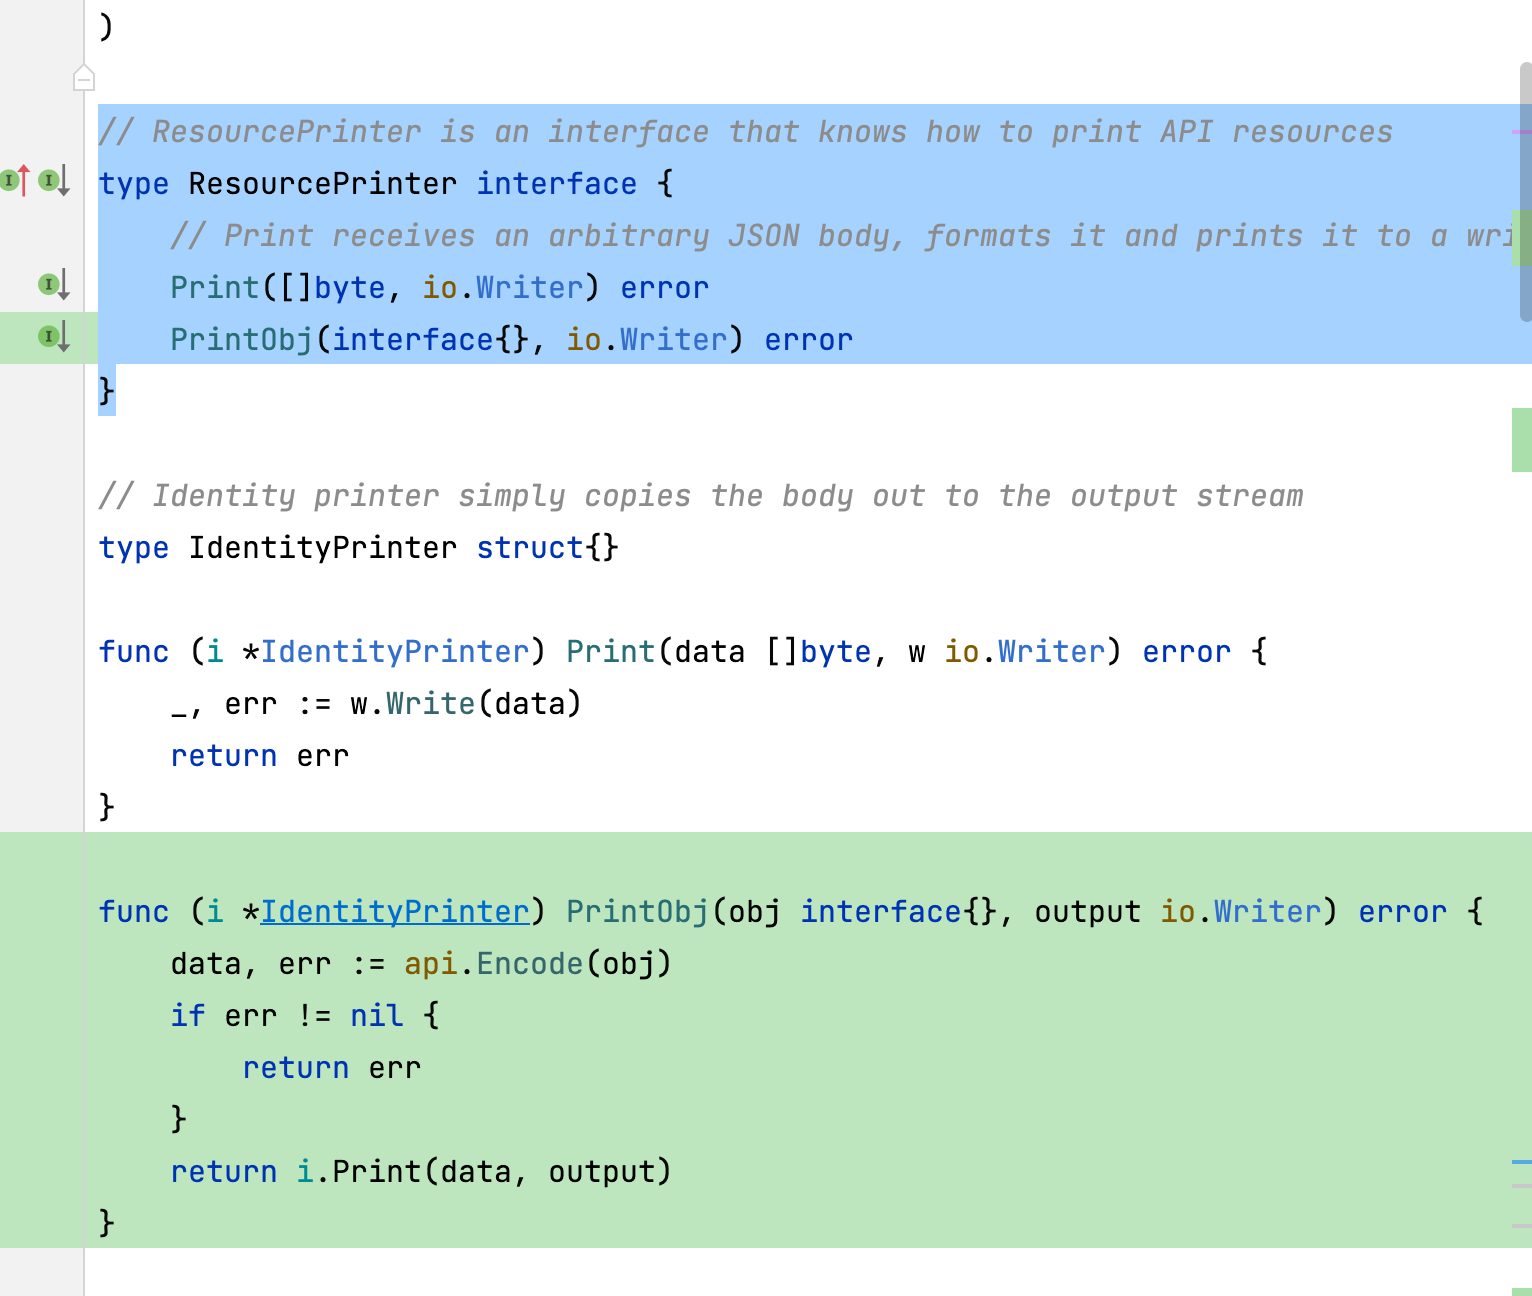 )
// ResourcePrinter is an interface that knows how to print API resources
type ResourcePrinter interface {
    // Print receives an arbitrary JSON body, formats it and prints it to a
    Print([]byte, io.Writer) error
    PrintObj(interface{}, io.Writer) error
}
// Identity printer simply copies the body out to the output stream
type IdentityPrinter struct{}
func (i *IdentityPrinter) Print(data []byte, w io.Writer) error {
    _, err := w.Write(data)
    return err
}
func (i *IdentityPrinter) PrintObj(obj interface{}, output io.Writer) error {
    data, err := api.Encode(obj)
    if err != nil {
        return err
    }
    return i.Print(data, output)
}